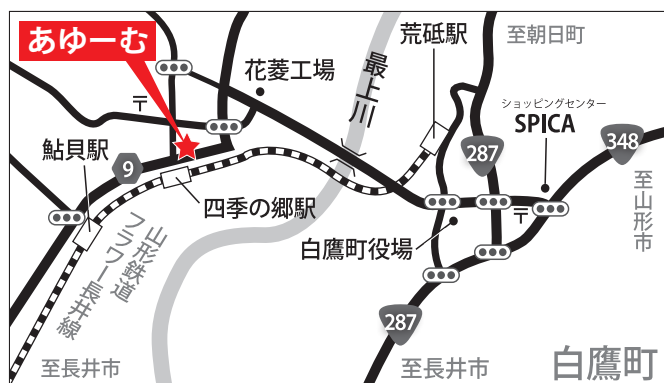 あゆーむ
花菱工場
最上川
荒砥駅
至朝日町
ショッピングセンター
SPICA
348
287
至山形市
鮎貝駅
9
〒
四季の郷駅
白鷹町役場
〒
山形鉄道
フラワー長井線
287
至長井市
至長井市
白鷹町